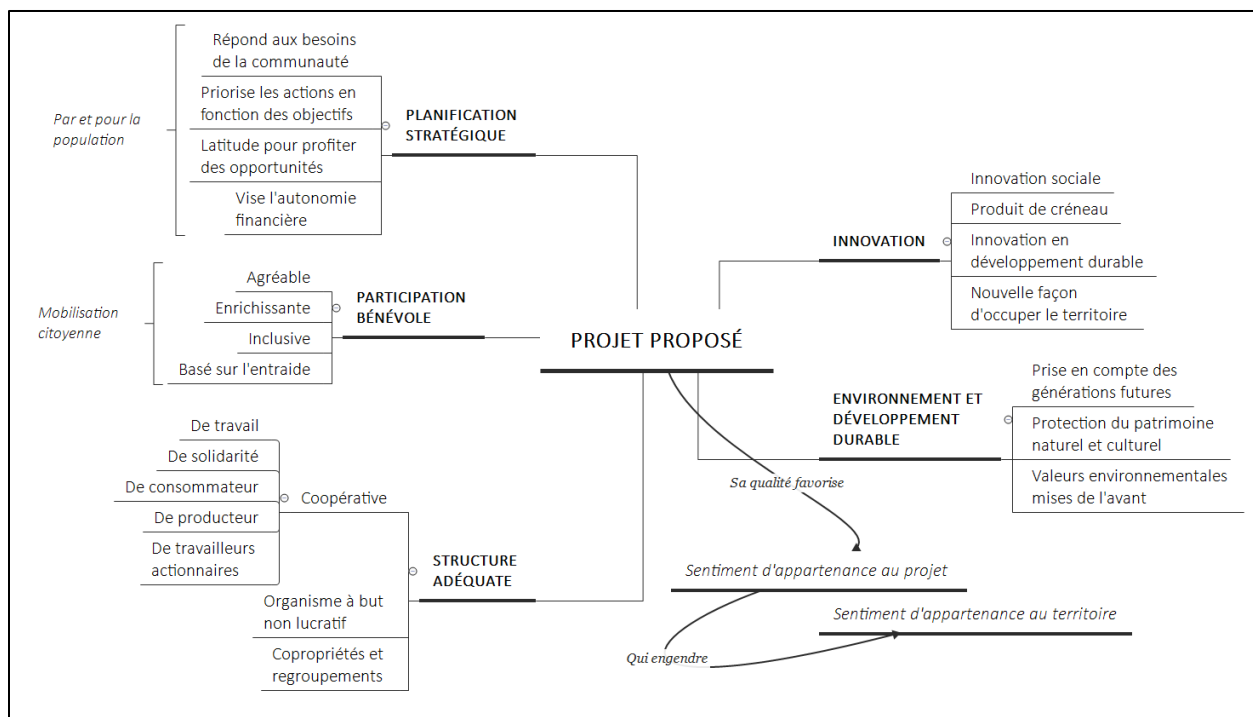 Par et pour la
population
Répond aux besoins
de la communauté
Priorise les actions en
fonction des objectifs
Latitude pour profiter
des opportunités
Vise l'autonomie
financière
PLANIFICATION
STRATÉGIQUE
Mobilisation
citoyenne
Agréable
Enrichissante
Inclusive
Basé sur l'entraide
PARTICIPATION
BÉNÉVOLE
De travail
De solidarité
De consommateur
De producteur
De travailleurs
actionnaires
Coopérative
Organisme à but
non lucratif
Copropriétés et
regroupements
STRUCTURE
ADÉQUATE
PROJET PROPOSÉ
INNOVATION
Innovation sociale
Produit de créneau
Innovation en
développement durable
Nouvelle façon
d'occuper le territoire
ENVIRONNEMENT ET
DÉVELOPPEMENT
DURABLE
Prise en compte des
générations futures
Protection du patrimoine
naturel et culturel
Valeurs environnementales
mises de l'avant
Sa qualité favorise
Sentiment d'appartenance au projet
Sentiment d'appartenance au territoire
Qui engendre